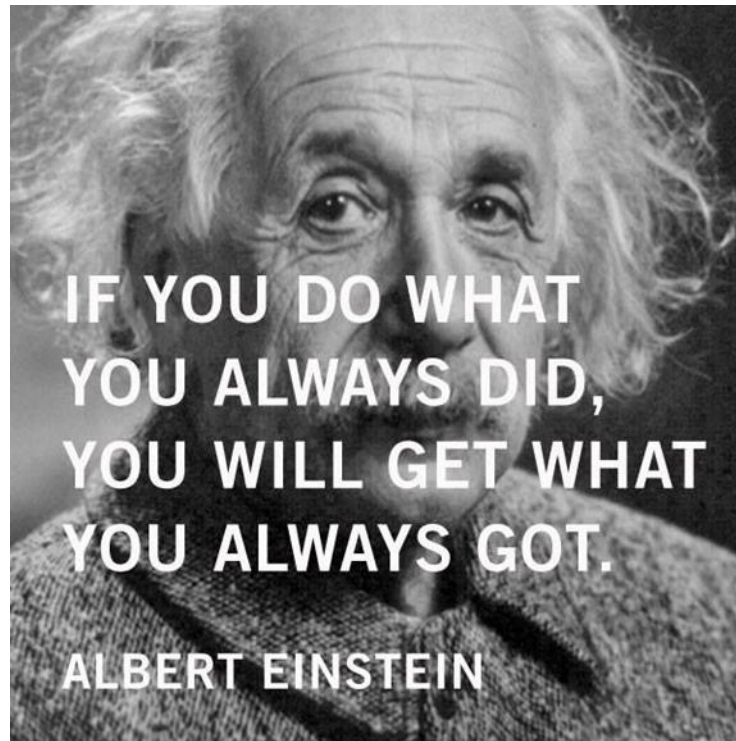 IF YOU DO WHAT
YOU ALWAYS DID,
YOU WILL GET WHAT
YOU ALWAYS GOT.
ALBERT EINSTEIN